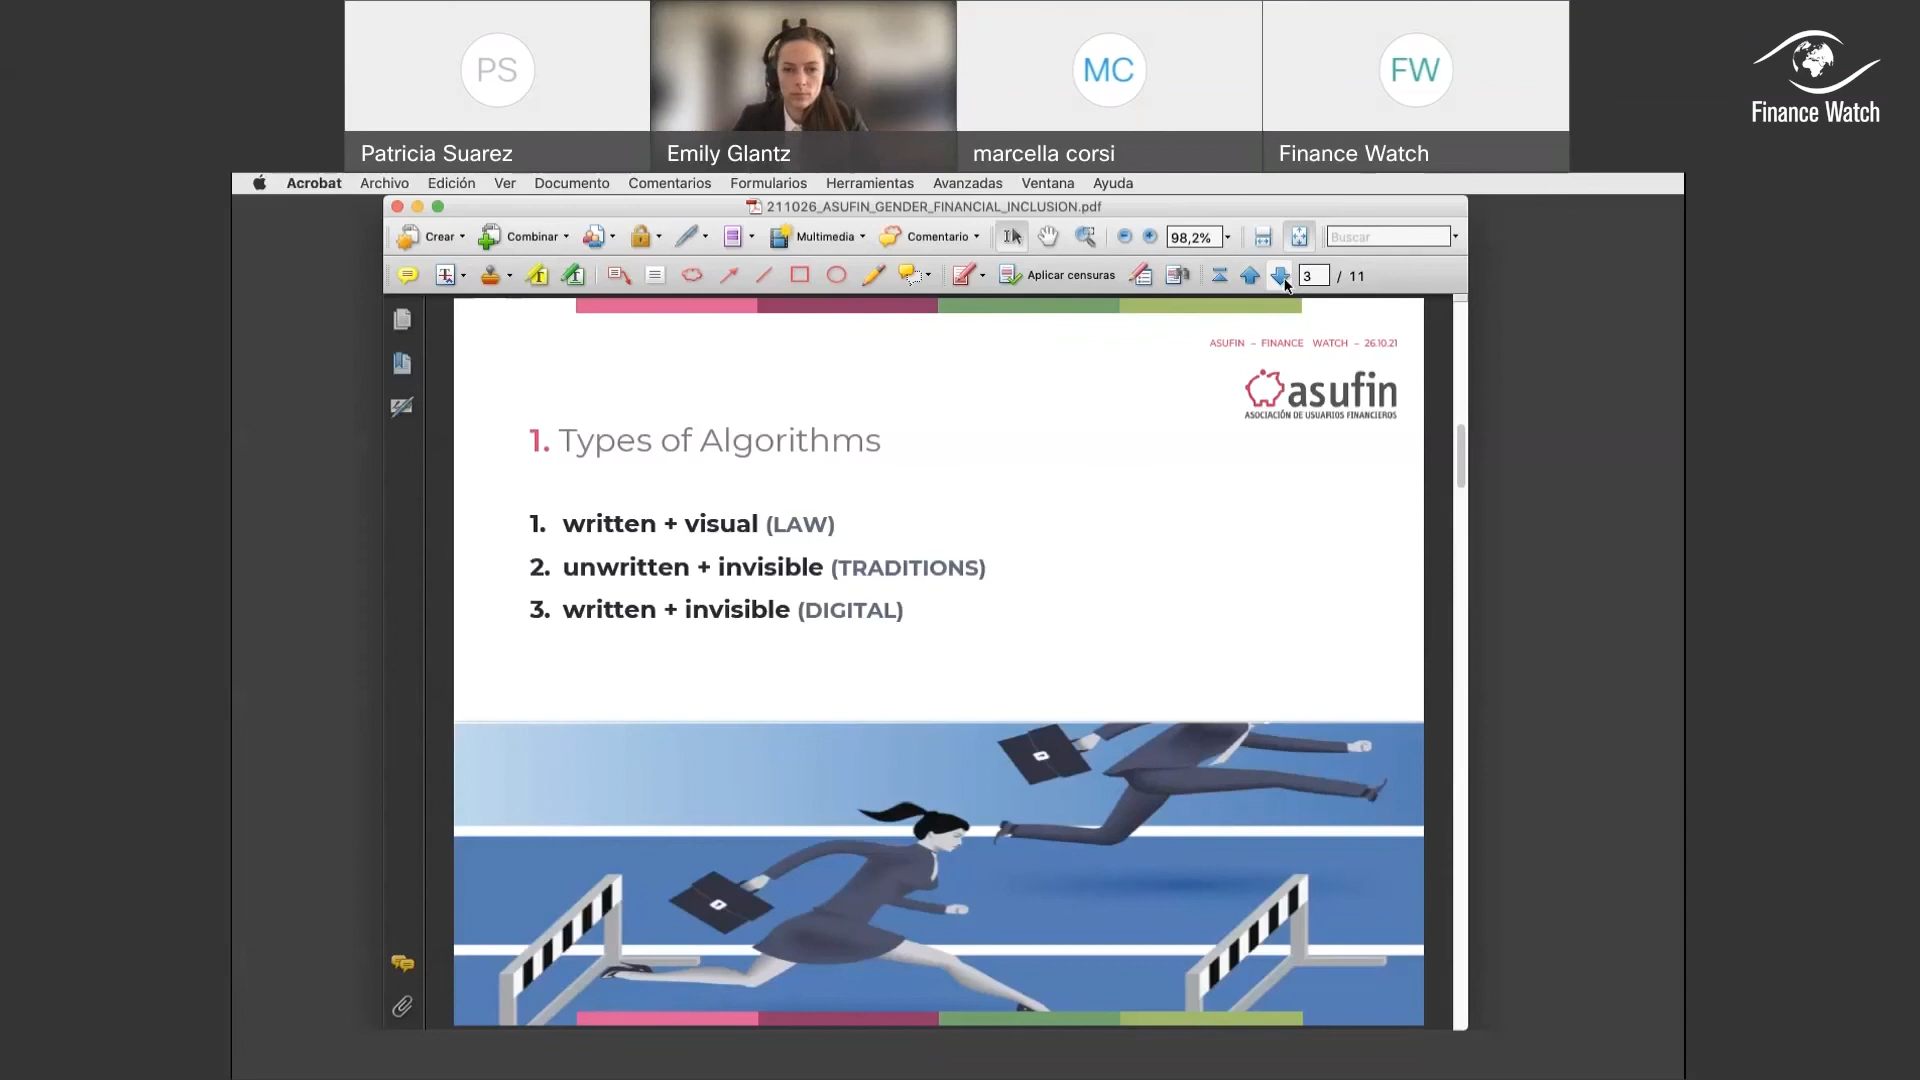 PS
MC
FW
Finance Watch
Patricia Suarez
Emily Glantz
marcella corsi
Finance Watch
Acrobat Archivo Edición Ver Documento Comentarios Formularios Herramientas Avanzadas Ventana Ayuda
211026_ASUFIN_GENDER_FINANCIAL_INCLUSION.pdf
Crear Combinar Multimedia Comentario 98,2% Buscar
Aplicar censuras 3 / 11
ASUFIN – FINANCE WATCH – 26.10.21
asufin
ASOCIACIÓN DE USUARIOS FINANCIEROS
1. Types of Algorithms
1. written + visual (LAW)
2. unwritten + invisible (TRADITIONS)
3. written + invisible (DIGITAL)